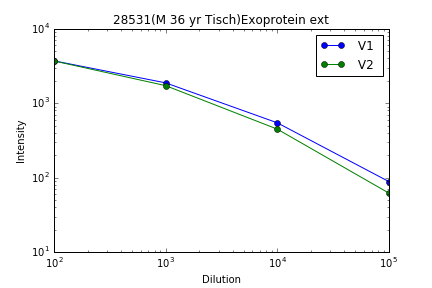 28531(M 36 yr Tisch)Exoprotein ext
V1
V2
Intensity
10^4
10^3
10^2
10^1
10^2 10^3 10^4 10^5
Dilution